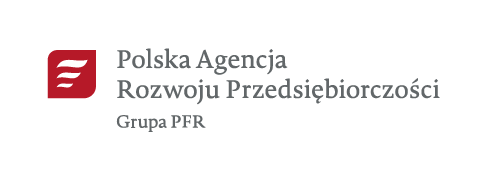 Polska Agencja
Rozwoju Przedsiębiorczości
Grupa PFR